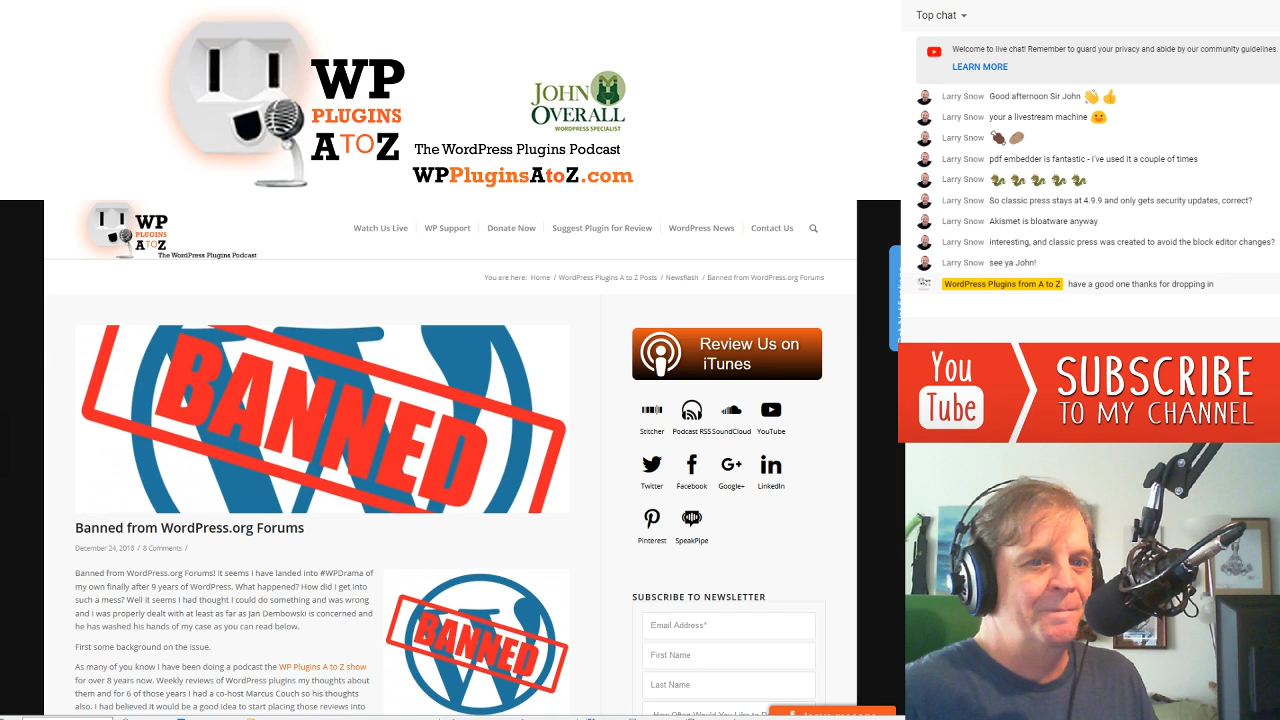 WP
PLUGINS
A TO Z
JOHN
OVERALL
WORDPRESS SPECIALIST
The WordPress Plugins Podcast
WPPluginsAtoZ.com
WP
PLUGINS
A TO Z
The WordPress Plugins Podcast
Watch Us Live
WP Support
Donate Now
Suggest Plugin for Review
WordPress News
Contact Us
You are here: Home / WordPress Plugins A to Z Posts / Newsflash / Banned from WordPress.org Forums
BANNED
Banned from WordPress.org Forums
December 24, 2018 / 8 Comments /
Banned from WordPress.org Forums! it seems I have landed into #WPDrama of
my own finally after 9 years of WordPress. What happened? How did I get into
such a mess? Well it seems I had thought I could do something and was wrong
and i was properly dealt with at least as far as Jan Dembowski is concerned and
he has washed his hands of my case as you can read below.
First some background on the issue.
As many of you know I have been doing a podcast the WP Plugins A to Z show
for over 8 years now. Weekly reviews of WordPress plugins my thoughts about
them and for 6 of those years I had a co-host Marcus Couch so his thoughts
also. I had believed it would be a good idea to start placing those reviews into
BANNED
Review Us on
iTunes
Stitcher
Podcast RSS
SoundCloud
YouTube
Twitter
Facebook
Google+
LinkedIn
Pinterest
SpeakPipe
SUBSCRIBE TO NEWSLETTER
Email Address*
First Name
Last Name
Top chat
Welcome to live chat! Remember to guard your privacy and abide by our community guidelines.
LEARN MORE
Larry Snow Good afternoon Sir John 👋👍
Larry Snow your a livestream machine
Larry Snow
Larry Snow pdf embedder is fantastic - I've used it a couple of times
Larry Snow
Larry Snow So classic press stays at 4.9.9 and only gets security updates, correct?
Larry Snow Akismet is bloatware anyway
Larry Snow interesting, and classic press was created to avoid the block editor changes?
Larry Snow see ya John!
WordPress Plugins from A to Z have a good one thanks for dropping in
You
Tube
SUBSCRIBE
TO MY CHANNEL